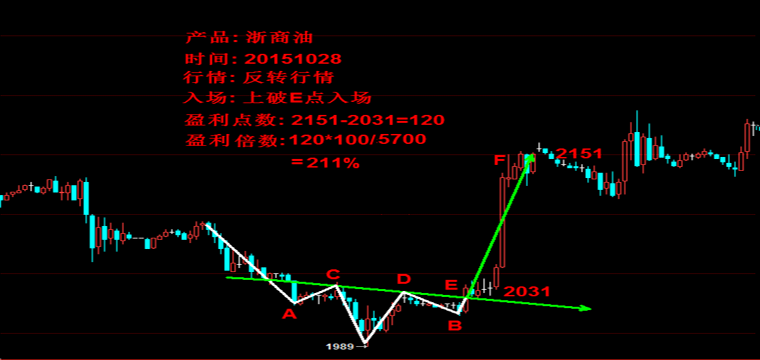 产品: 浙商油
时间: 20151028
行情: 反转行情
入场: 上破E点入场
盈利点数: 2151-2031=120
盈利倍数:120*100/5700
=211%
F
2151
C
D
E
2031
A
B
1989→